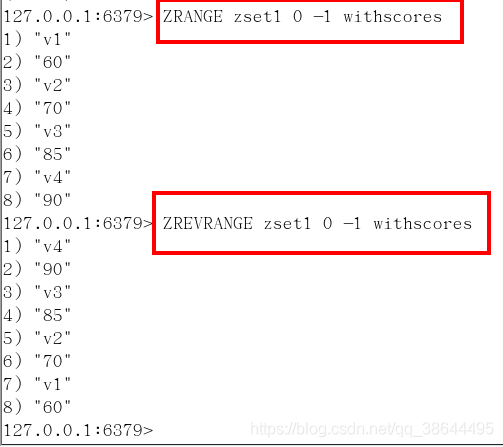 127.0.0.1:6379> ZRANGE zset1 0 -1 withscores
1) "v1"
2) "60"
3) "v2"
4) "70"
5) "v3"
6) "85"
7) "v4"
8) "90"
127.0.0.1:6379> ZREVRANGE zset1 0 -1 withscores
1) "v4"
2) "90"
3) "v3"
4) "85"
5) "v2"
6) "70"
7) "v1"
8) "60"
127.0.0.1:6379>
https://blog.csdn.net/qq_38644495